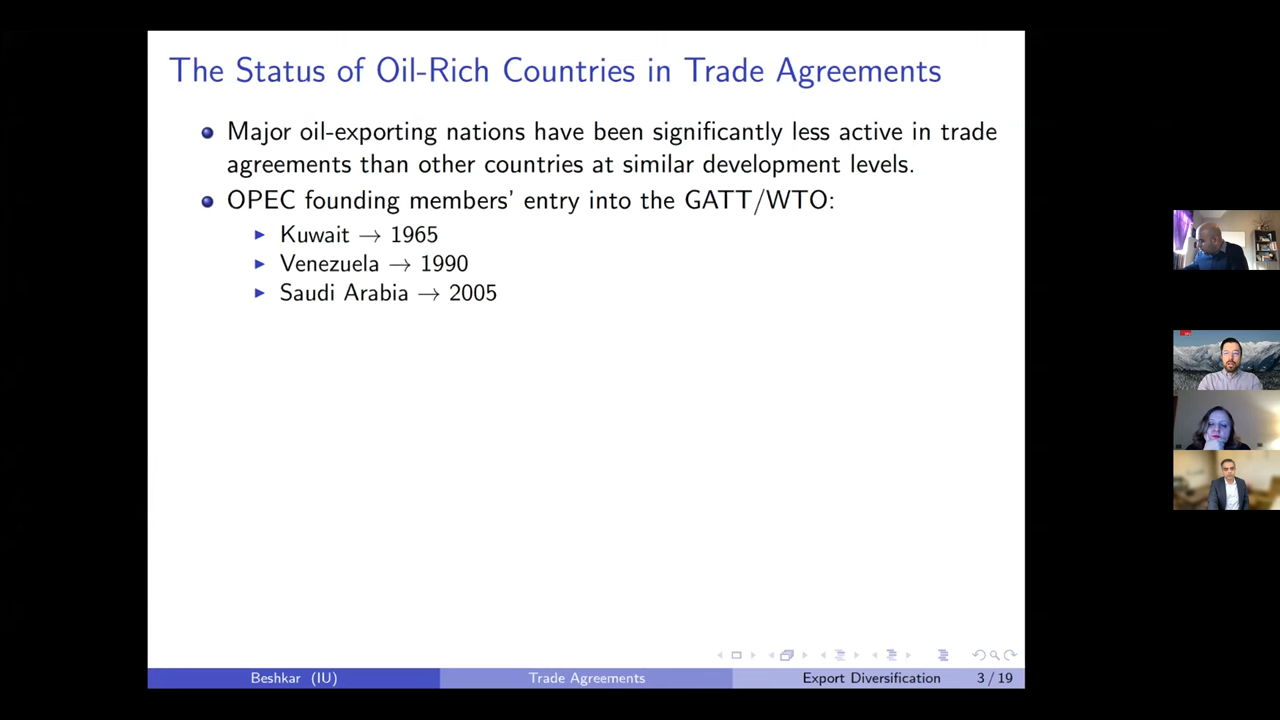 The Status of Oil-Rich Countries in Trade Agreements
Major oil-exporting nations have been significantly less active in trade
agreements than other countries at similar development levels.
OPEC founding members' entry into the GATT/WTO:
Kuwait → 1965
Venezuela → 1990
Saudi Arabia → 2005
Beshkar (IU) Trade Agreements Export Diversification 3 / 19